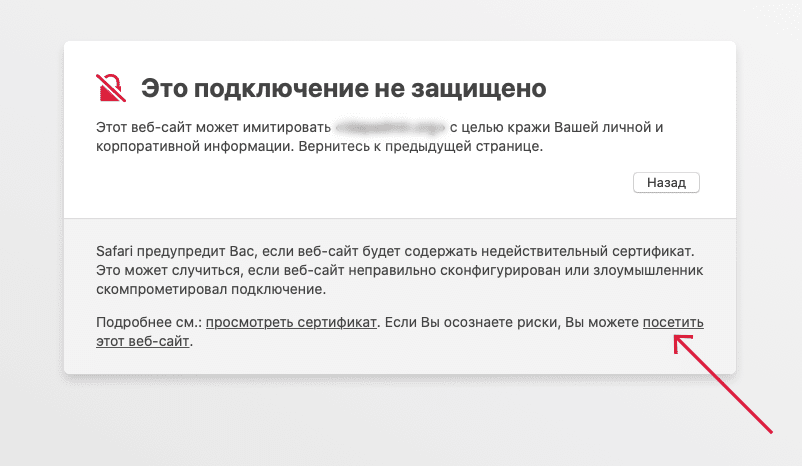 Это подключение не защищено
Этот веб-сайт может имитировать с целью кражи Вашей личной и
корпоративной информации. Вернитесь к предыдущей странице.
Назад
Safari предупредит Вас, если веб-сайт будет содержать недействительный сертификат.
Это может случиться, если веб-сайт неправильно сконфигурирован или злоумышленник
скомпрометировал подключение.
Подробнее см.: просмотреть сертификат. Если Вы осознаете риски, Вы можете посетить
этот веб-сайт.